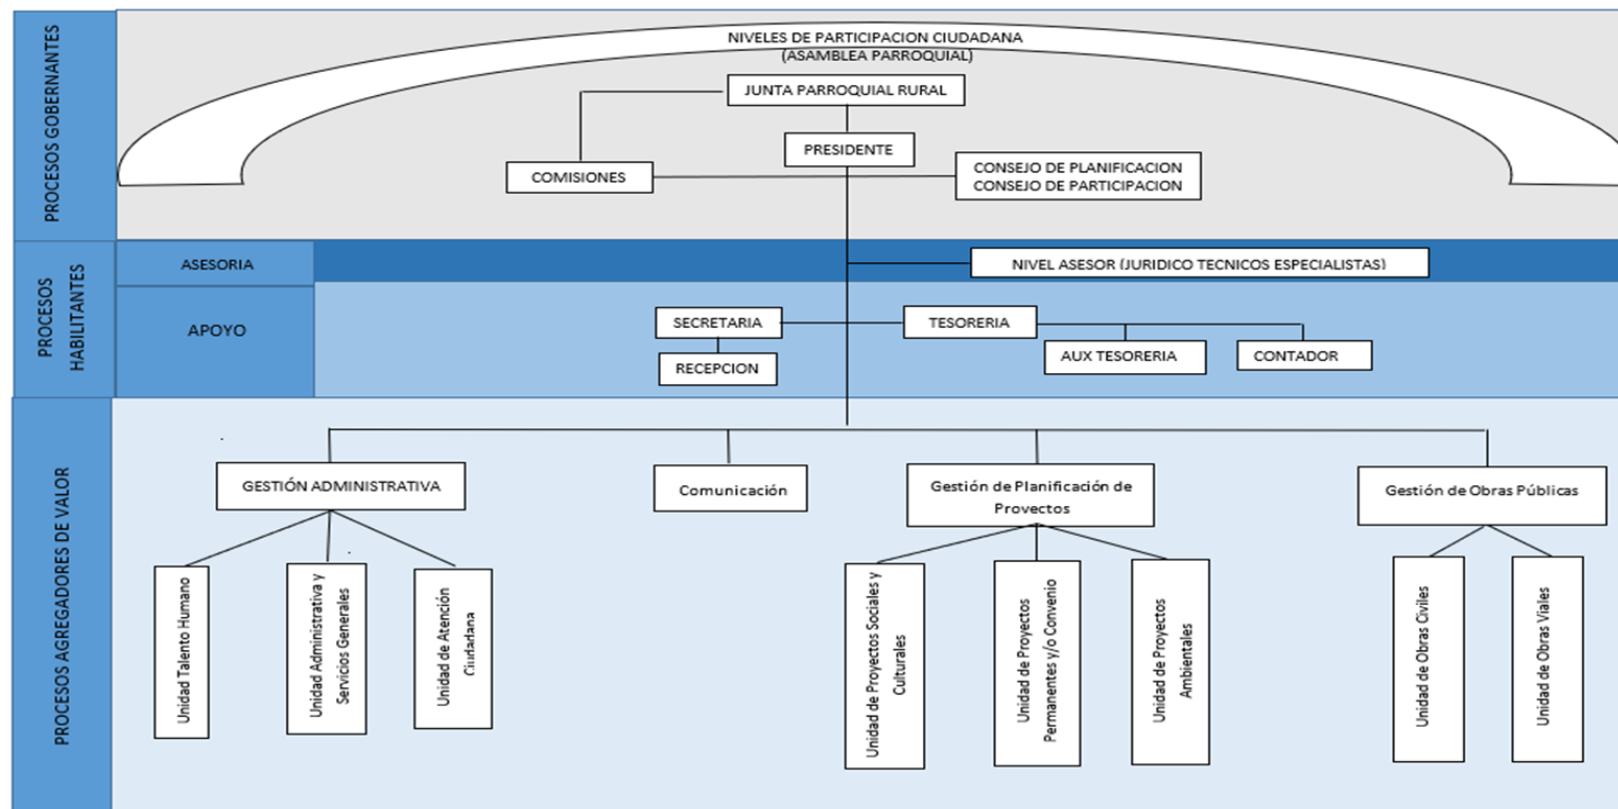 PROCESOS GOBERNANTES
NIVELES DE PARTICIPACION CIUDADANA
(ASAMBLEA PARROQUIAL)
JUNTA PARROQUIAL RURAL
PRESIDENTE
COMISIONES
CONSEJO DE PLANIFICACION
CONSEJO DE PARTICIPACION
PROCESOS
HABILITANTES
ASESORIA
NIVEL ASESOR (JURIDICO TECNICOS ESPECIALISTAS)
APOYO
SECRETARIA
TESORERIA
RECEPCION
AUX TESORERIA
CONTADOR
PROCESOS AGREGADORES DE VALOR
GESTIÓN ADMINISTRATIVA
Comunicación
Gestión de Planificación de
Proyectos
Gestión de Obras Públicas
Unidad Talento Humano
Unidad Administrativa y
Servicios Generales
Unidad de Atención
Ciudadana
Unidad de Proyectos Sociales y
Culturales
Unidad de Proyectos
Permanentes y/o Convenio
Unidad de Proyectos
Ambientales
Unidad de Obras Civiles
Unidad de Obras Viales